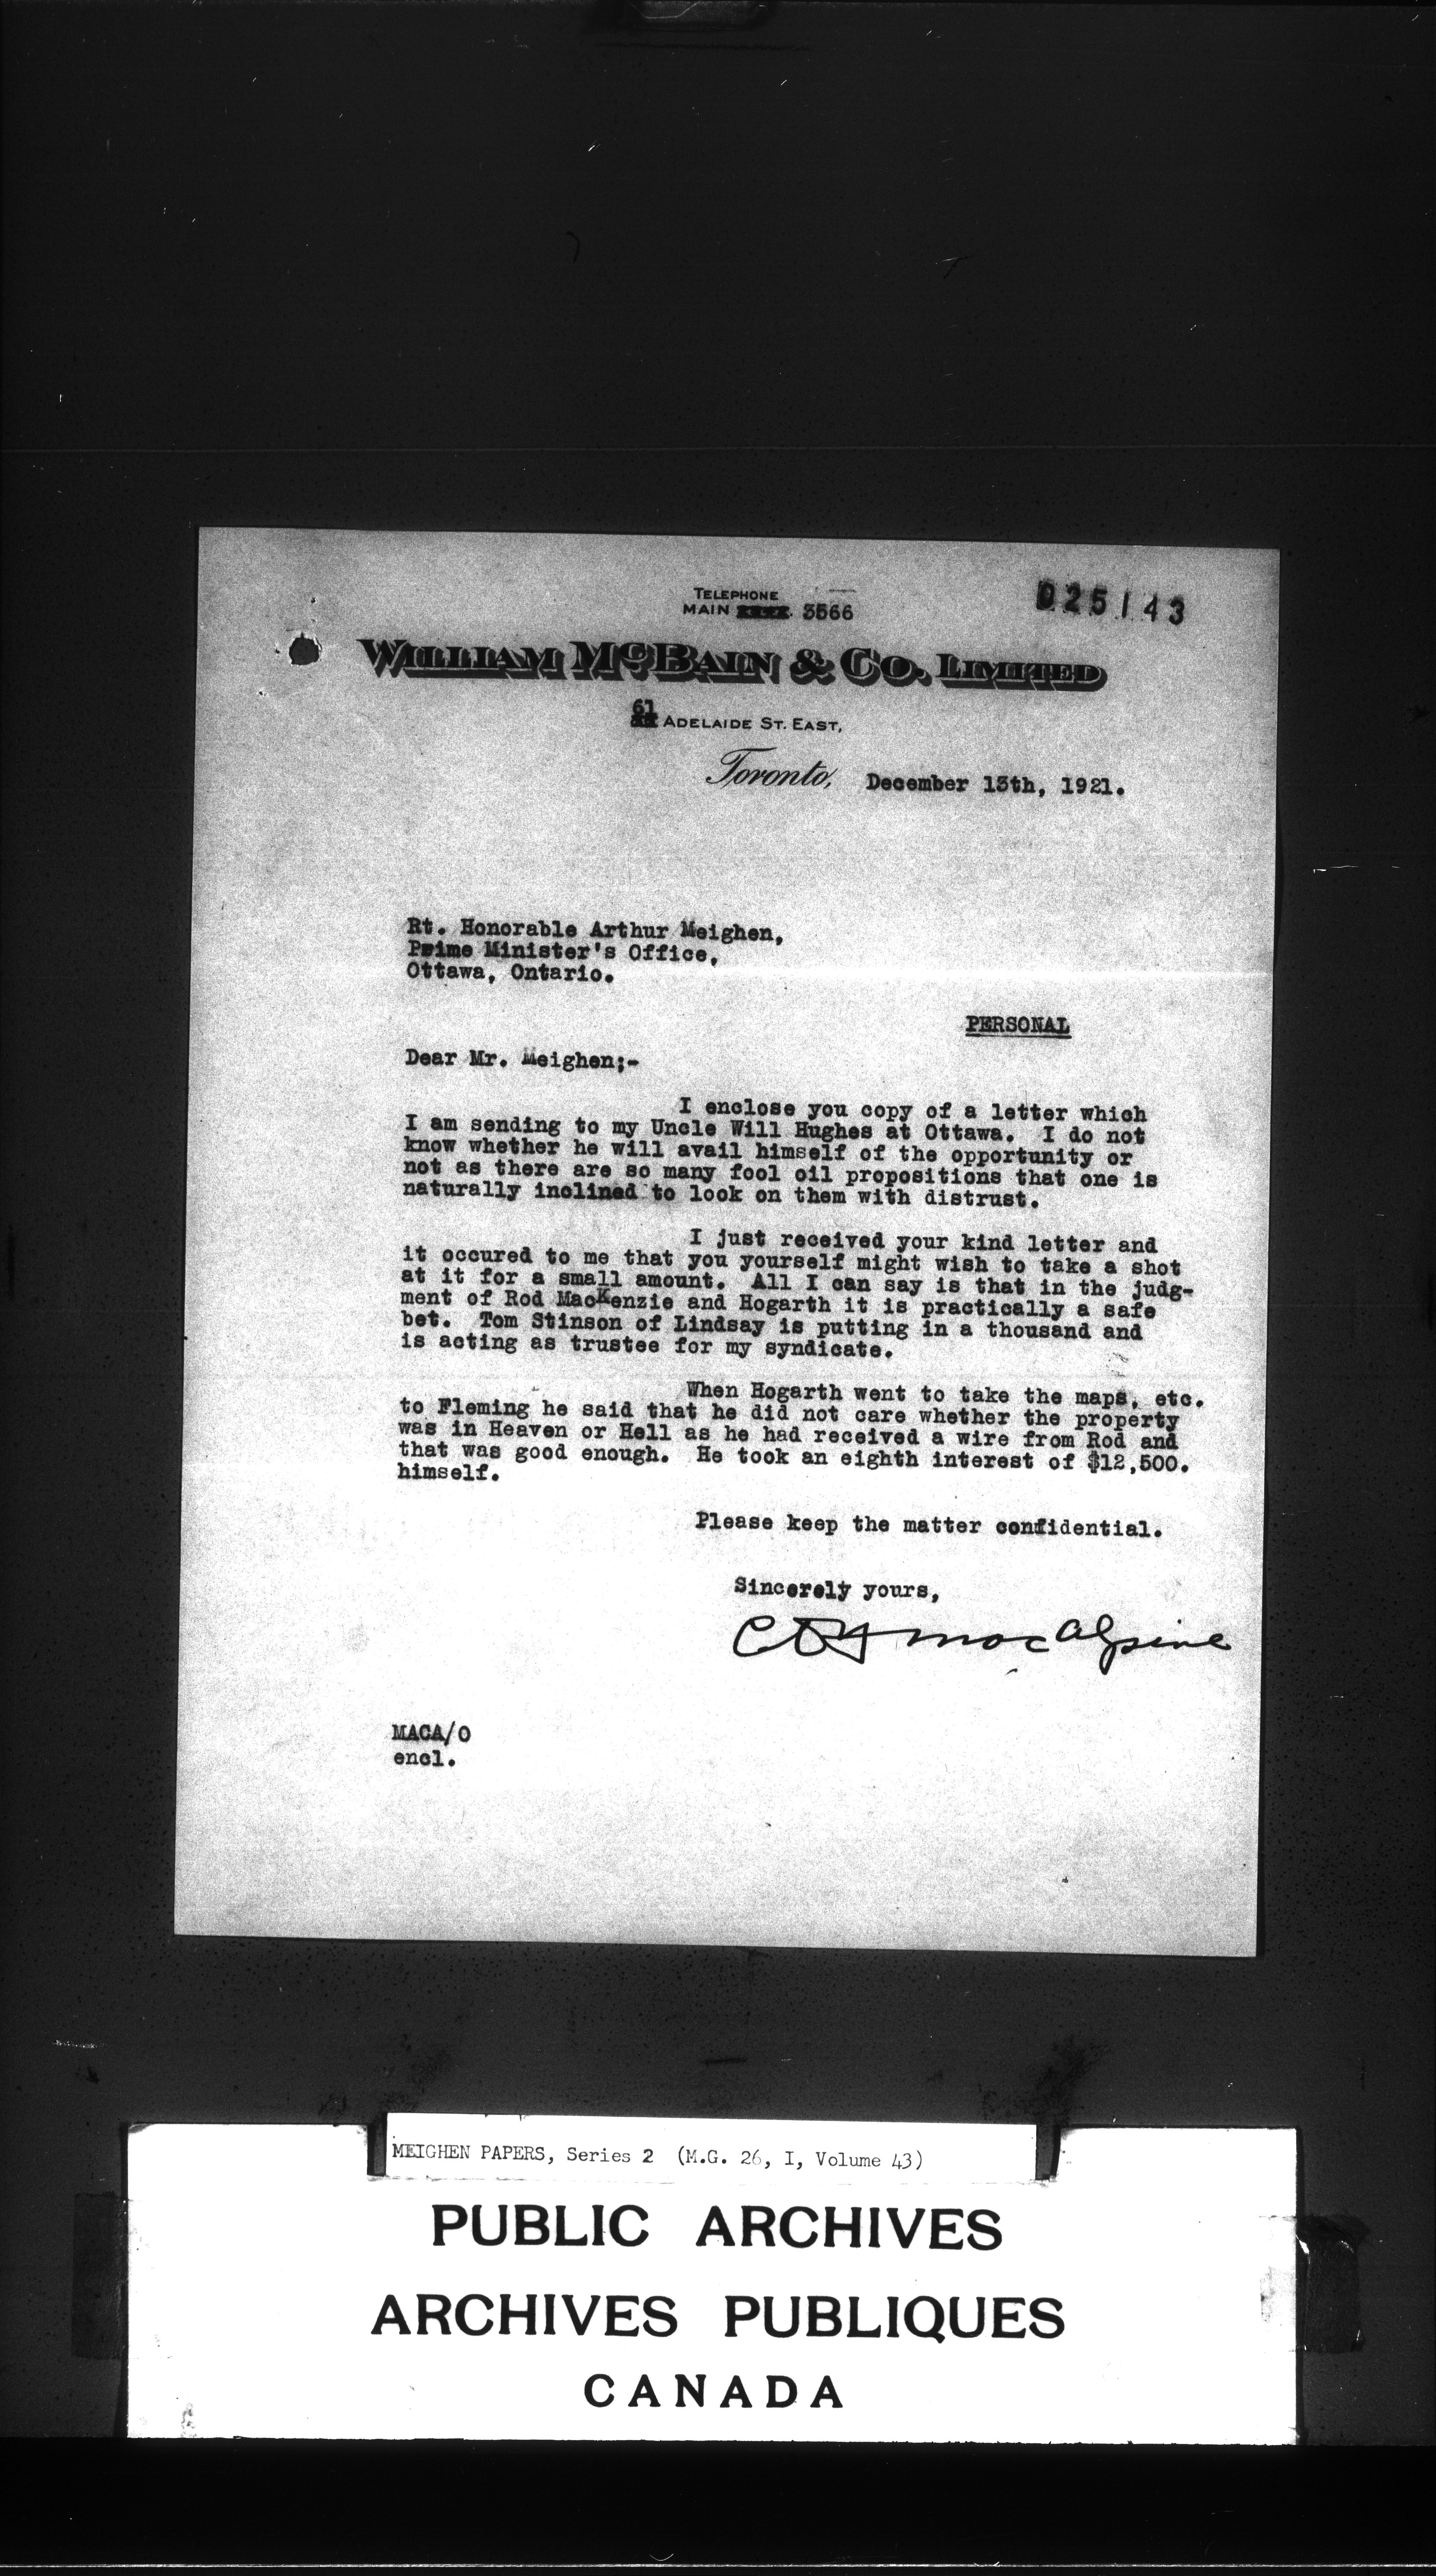 TELEPHONE
MAIN 3566
025143
WILLIAM McBAIN & CO. LIMITED
61
ADELAIDE ST. EAST,
Toronto, December 13th, 1921.
Rt. Honorable Arthur Meighen,
Prime Minister's Office,
Ottawa, Ontario.
PERSONAL
Dear Mr. Meighen;-
I enclose you copy of a letter which
I am sending to my Uncle Will Hughes at Ottawa. I do not
know whether he will avail himself of the opportunity or
not as there are so many fool oil propositions that one is
naturally inclined to look on them with distrust.
I just received your kind letter and
it occured to me that you yourself might wish to take a shot
at it for a small amount. All I can say is that in the judg-
ment of Rod MacKenzie and Hogarth it is practically a safe
bet. Tom Stinson of Lindsay is putting in a thousand and
is acting as trustee for my syndicate.
When Hogarth went to take the maps, etc.
to Fleming he said that he did not care whether the property
was in Heaven or Hell as he had received a wire from Rod and
that was good enough. He took an eighth interest of $12,500.
himself.
Please keep the matter confidential.
Sincerely yours,
MacAlpine
MACA/O
encl.
MEIGHEN PAPERS, Series 2 (M.G. 26, I, Volume 43)
PUBLIC ARCHIVES
ARCHIVES PUBLIQUES
CANADA